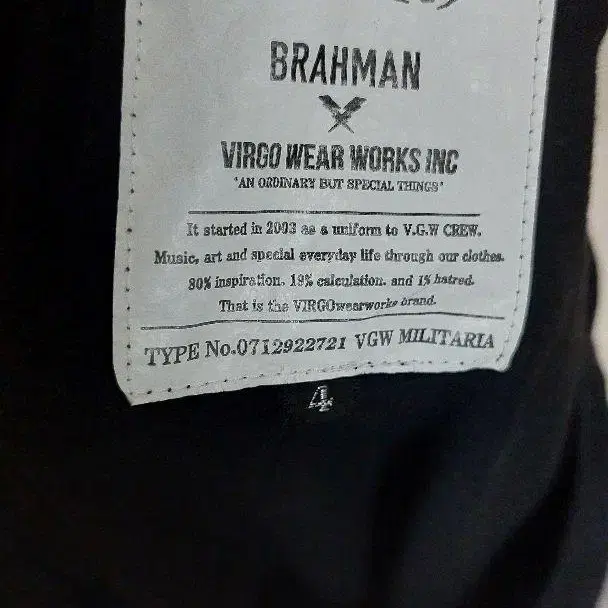 BRAHMAN
X
VIRGO WEAR WORKS INC
"AN ORDINARY BUT SPECIAL THINGS"
It started in 2003 as a uniform to V.G.W CREW.
Music, art and special everyday life through our clothes.
80% inspiration. 19% calculation. and 1% hatred.
That is the VIRGOwearworks brand.
TYPE No.0712922721 VGW MILITARIA
4